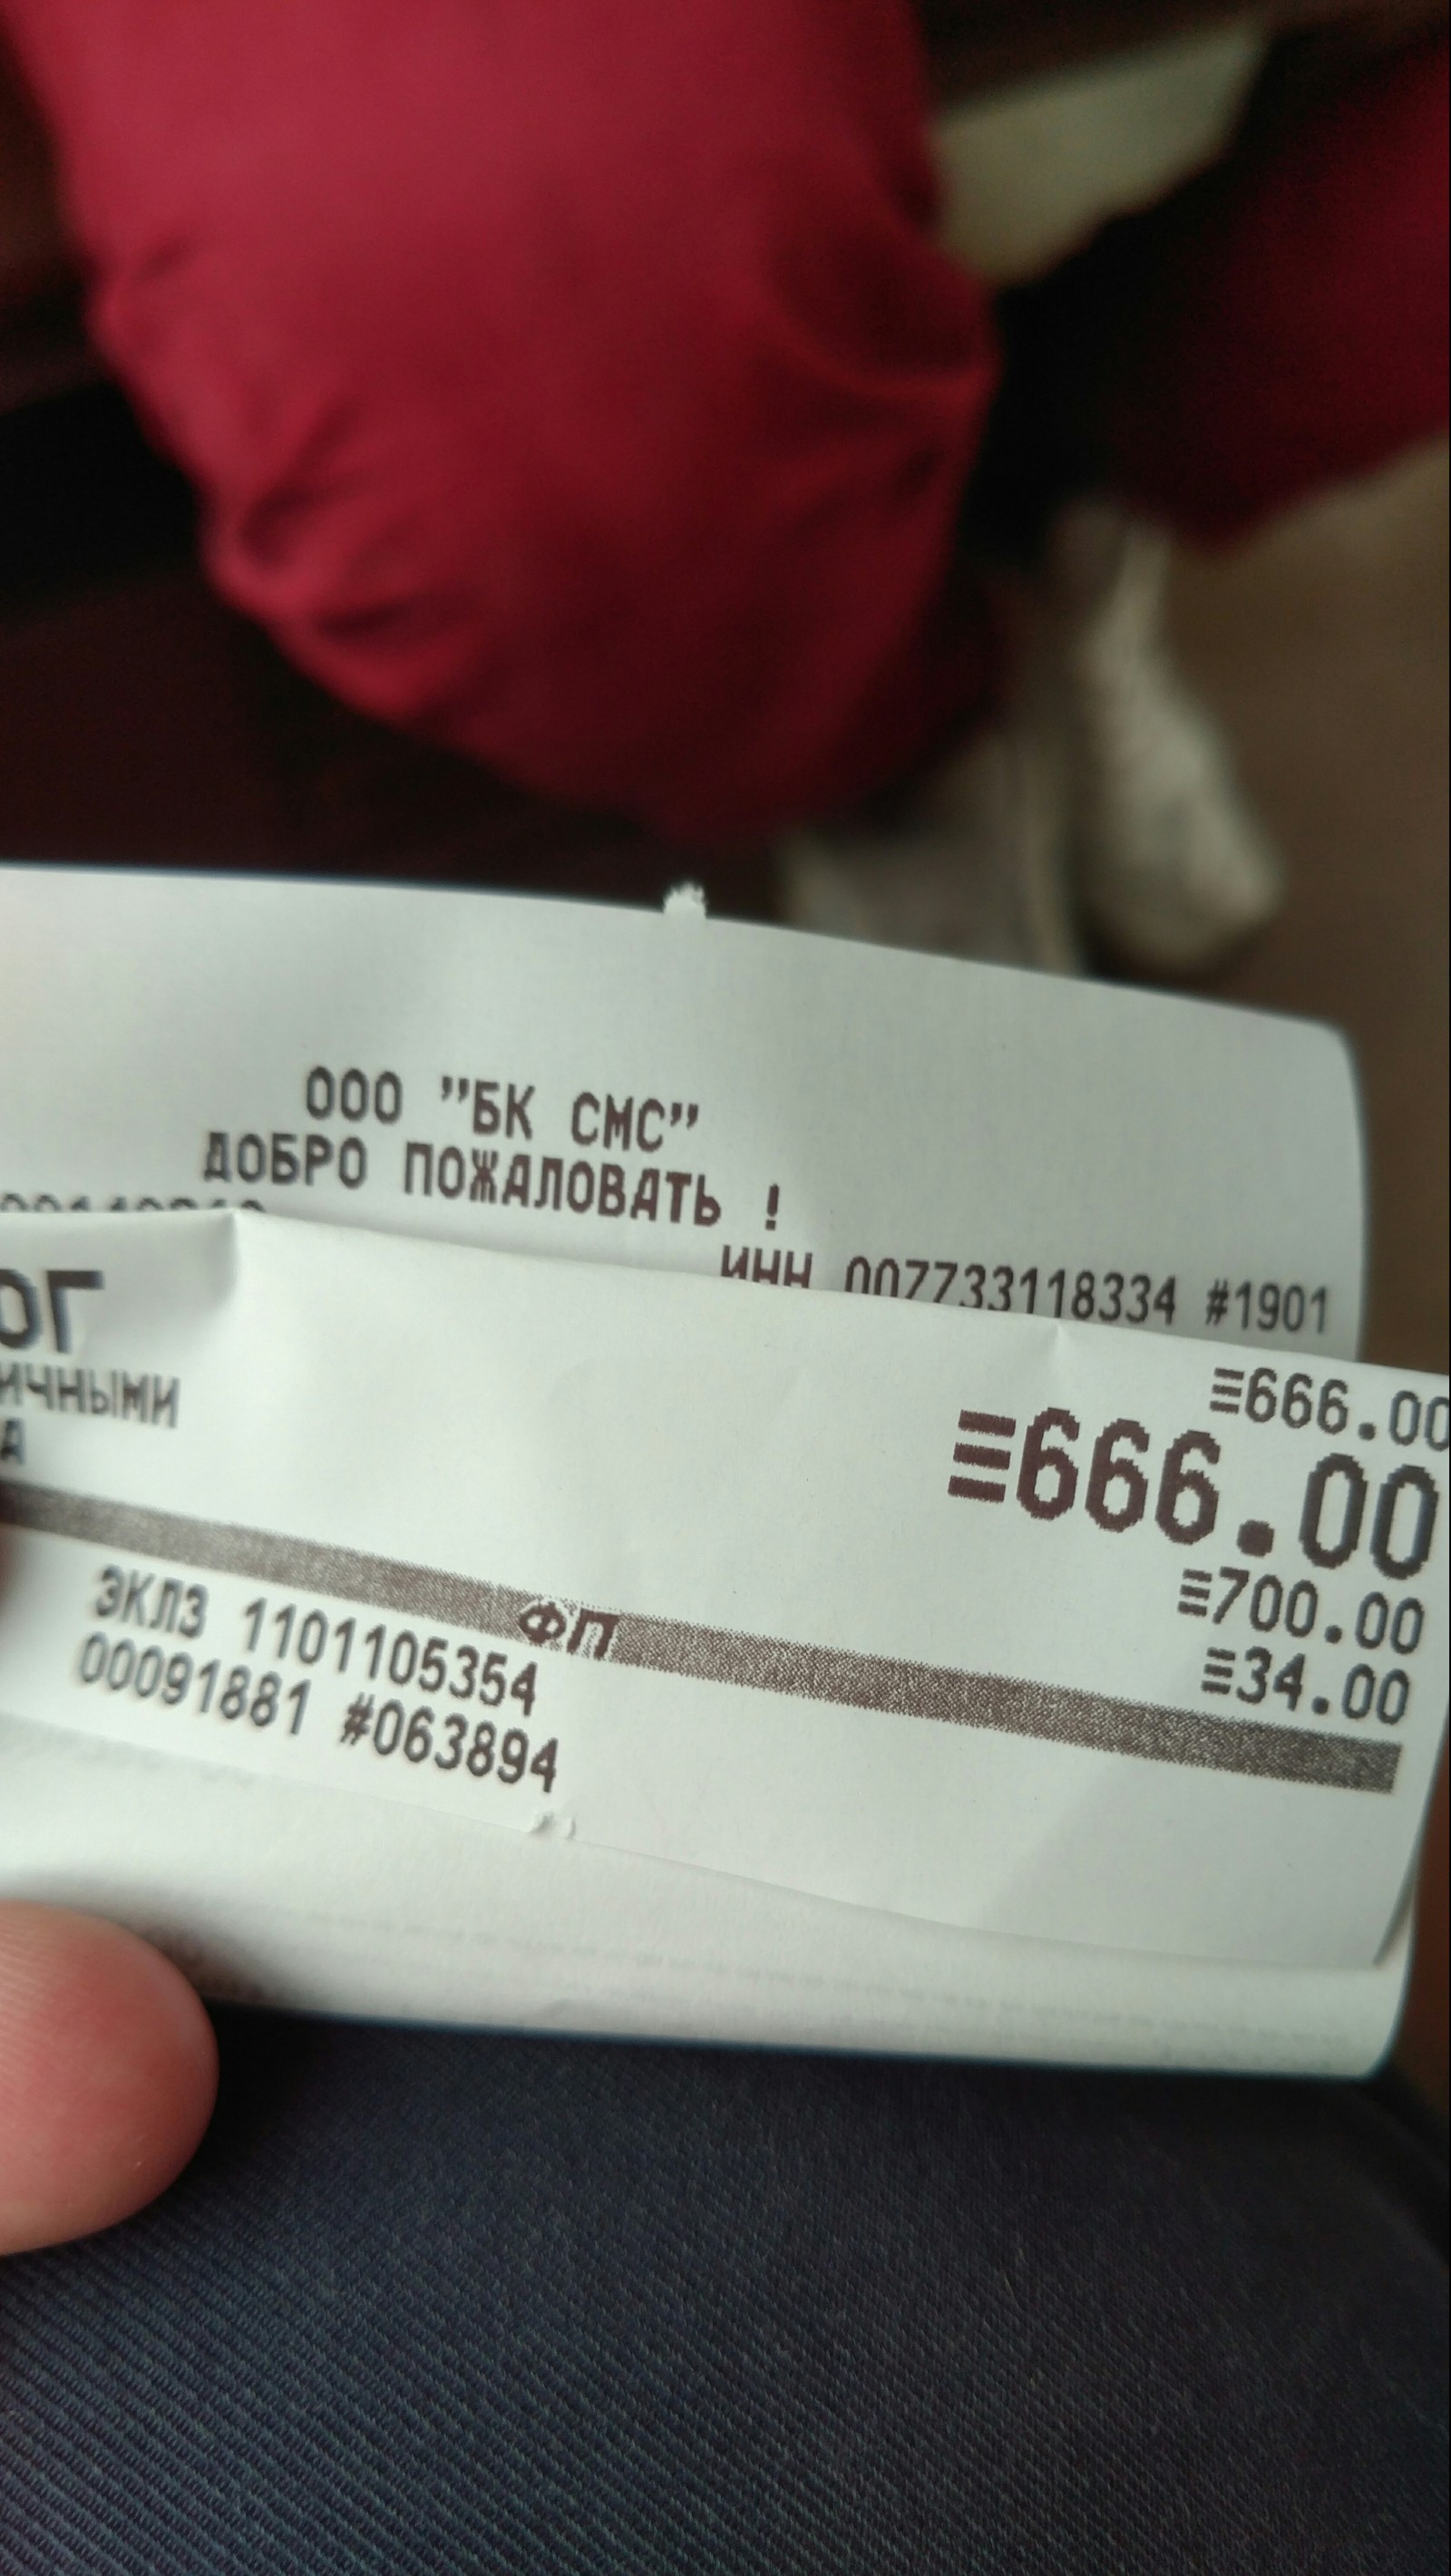 ООО "БК СМС"
ДОБРО ПОЖАЛОВАТЬ !
ИНН 007733118334 #1901
≡666.00
ОГ ≡666.00
ИЧНЫМИ ≡700.00
А ≡34.00
ФП
ЭКЛЗ 1101105354
00091881 #063894